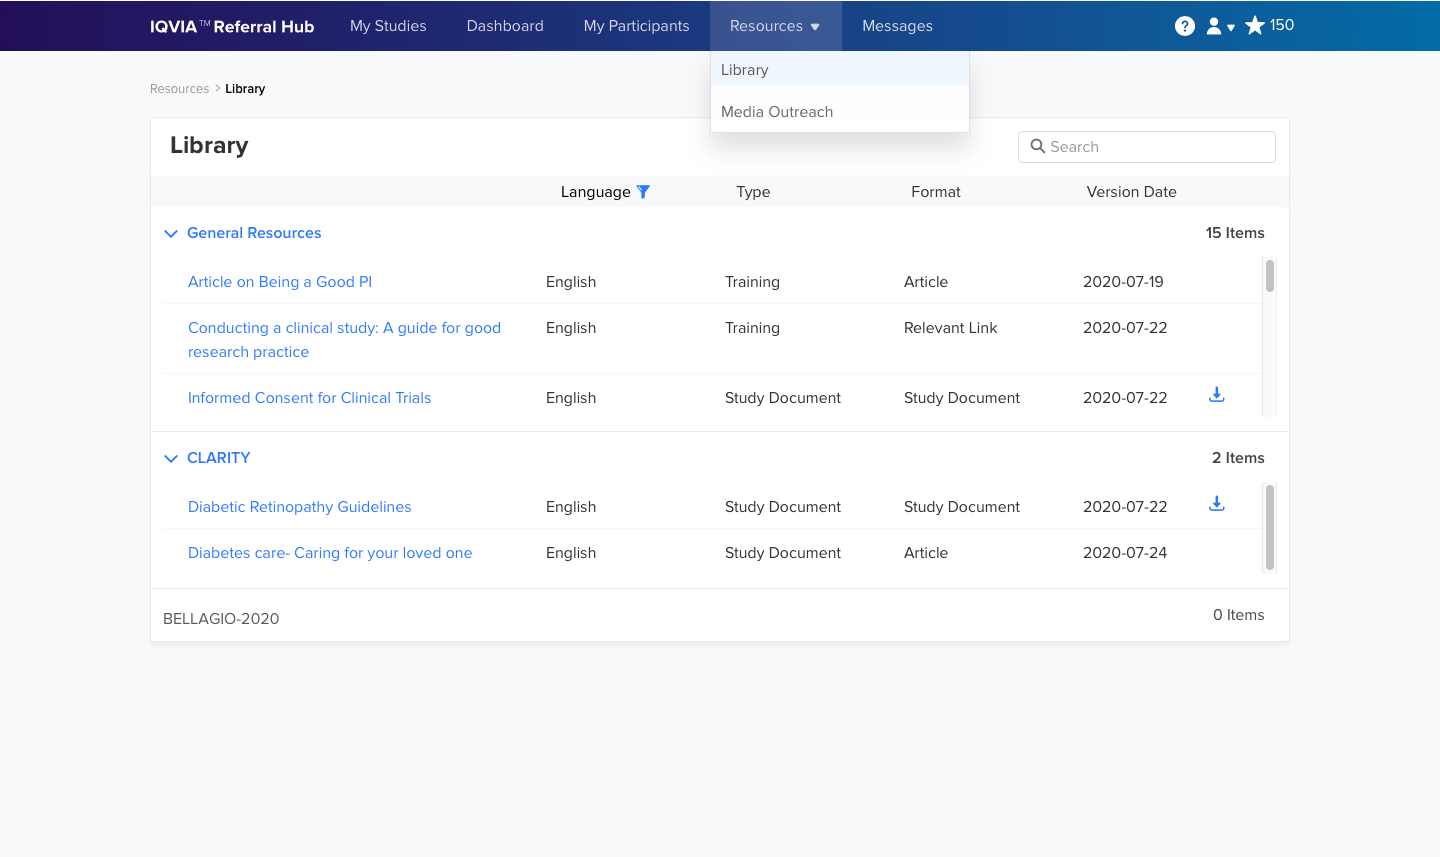 IQVIA™ Referral Hub My Studies Dashboard My Participants Resources Messages ? 150
Library
Media Outreach
Resources > Library
Library
Search
Language Type Format Version Date
General Resources 15 Items
Article on Being a Good PI English Training Article 2020-07-19
Conducting a clinical study: A guide for good English Training Relevant Link 2020-07-22
research practice
Informed Consent for Clinical Trials English Study Document Study Document 2020-07-22
CLARITY 2 Items
Diabetic Retinopathy Guidelines English Study Document Study Document 2020-07-22
Diabetes care- Caring for your loved one English Study Document Article 2020-07-24
BELLAGIO-2020 0 Items